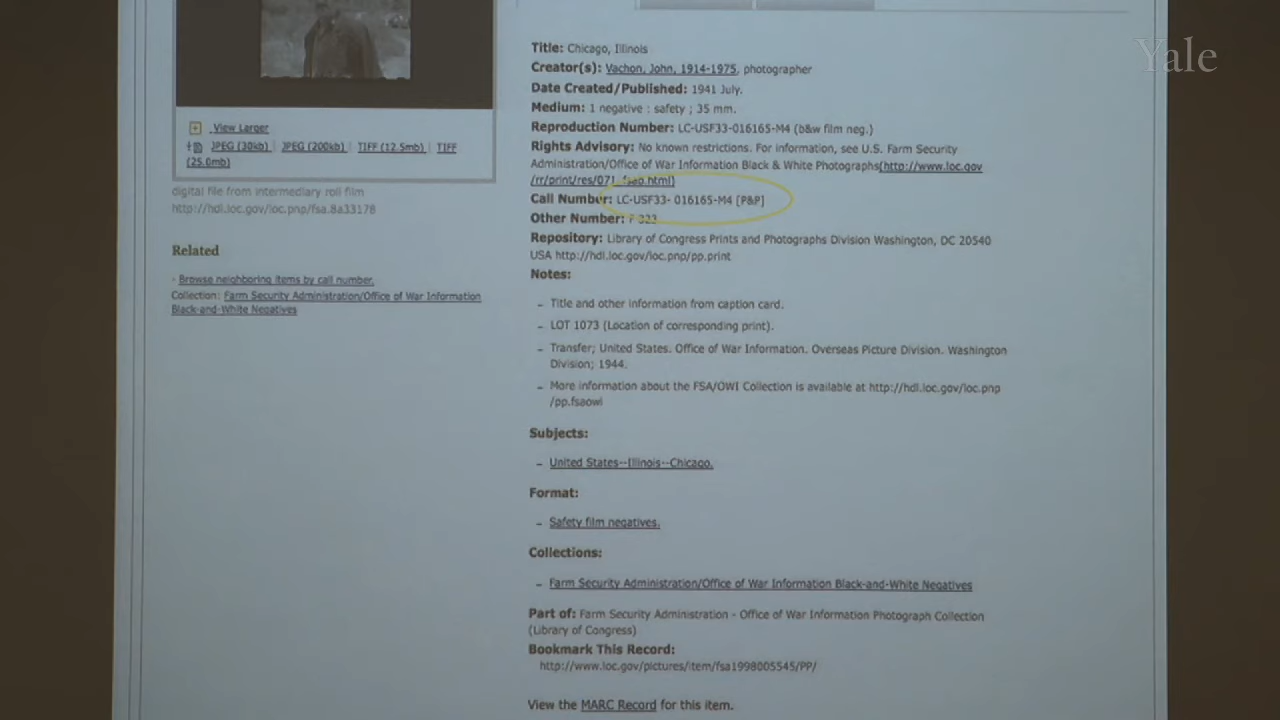 Yale
Title: Chicago, Illinois
Creator(s): Vachon, John, 1914-1975, photographer
Date Created/Published: 1941 July.
Medium: 1 negative : safety ; 35 mm.
Reproduction Number: LC-USF33-016165-M4 (b&w film neg.)
Rights Advisory: No known restrictions. For information, see U.S. Farm Security
Administration/Office of War Information Black & White Photographs(http://www.loc.gov
/rr/print/res/071_fsab.html)
Call Number: LC-USF33- 016165-M4 [P&P]
Other Number:
Repository: Library of Congress Prints and Photographs Division Washington, DC 20540
USA http://hdl.loc.gov/loc.pnp/pp.print
Notes:
– Title and other information from caption card.
– LOT 1073 (Location of corresponding print).
– Transfer; United States. Office of War Information. Overseas Picture Division. Washington
Division; 1944.
– More information about the FSA/OWI Collection is available at http://hdl.loc.gov/loc.pnp
/pp.fsaowi
Subjects:
– United States--Illinois--Chicago.
Format:
– Safety film negatives.
Collections:
– Farm Security Administration/Office of War Information Black-and-White Negatives
Part of: Farm Security Administration - Office of War Information Photograph Collection
(Library of Congress)
Bookmark This Record:
http://www.loc.gov/pictures/item/fsa1998005545/PP/
View the MARC Record for this item.
View Larger
JPEG (30kb) | JPEG (200kb) | TIFF (12.5mb) | TIFF
(25.0mb)
digital file from intermediary roll film
http://hdl.loc.gov/loc.pnp/fsa.8a33176
Related
· Browse neighboring items by call number.
Collection: Farm Security Administration/Office of War Information
Black-and-White Negatives